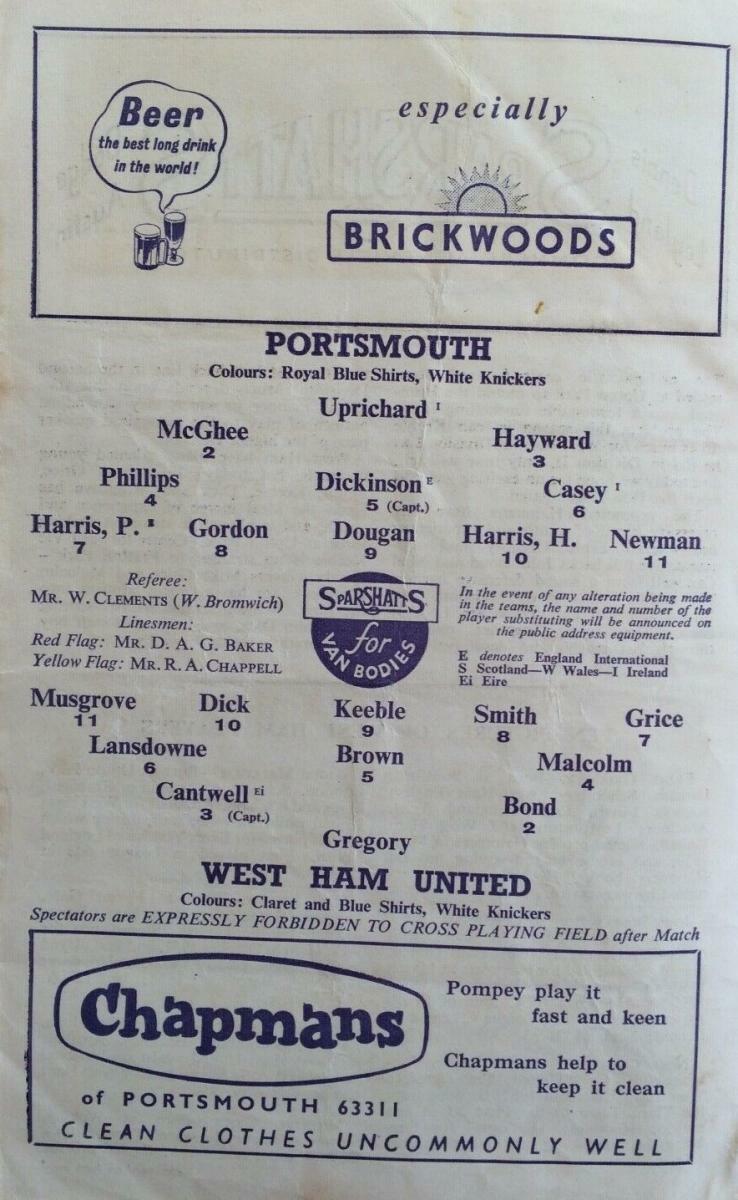 Beer
the best long drink
in the world!
especially
BRICKWOODS
PORTSMOUTH
Colours: Royal Blue Shirts, White Knickers
Uprichard I
McGhee Hayward
2 3
Phillips Dickinson E Casey I
4 5 (Capt.) 6
Harris, P. Gordon Dougan Harris, H. Newman
7 8 9 10 11
Referee:
MR. W. CLEMENTS (W. Bromwich)
Linesmen:
Red Flag: MR. D. A. G. BAKER
Yellow Flag: MR. R. A. CHAPPELL
SPARSHATTS
for
VAN BODIES
In the event of any alteration being made
in the teams, the name and number of the
player substituting will be announced on
the public address equipment.
E denotes England International
S Scotland—W Wales—I Ireland
Ei Eire
Musgrove Dick Keeble Smith Grice
11 10 9 8 7
Lansdowne Brown Malcolm
6 5 4
Cantwell Ei Bond
3 (Capt.) 2
Gregory
WEST HAM UNITED
Colours: Claret and Blue Shirts, White Knickers
Spectators are EXPRESSLY FORBIDDEN TO CROSS PLAYING FIELD after Match
Chapmans
of PORTSMOUTH 63311
CLEAN CLOTHES UNCOMMONLY WELL
Pompey play it
fast and keen
Chapmans help to
keep it clean